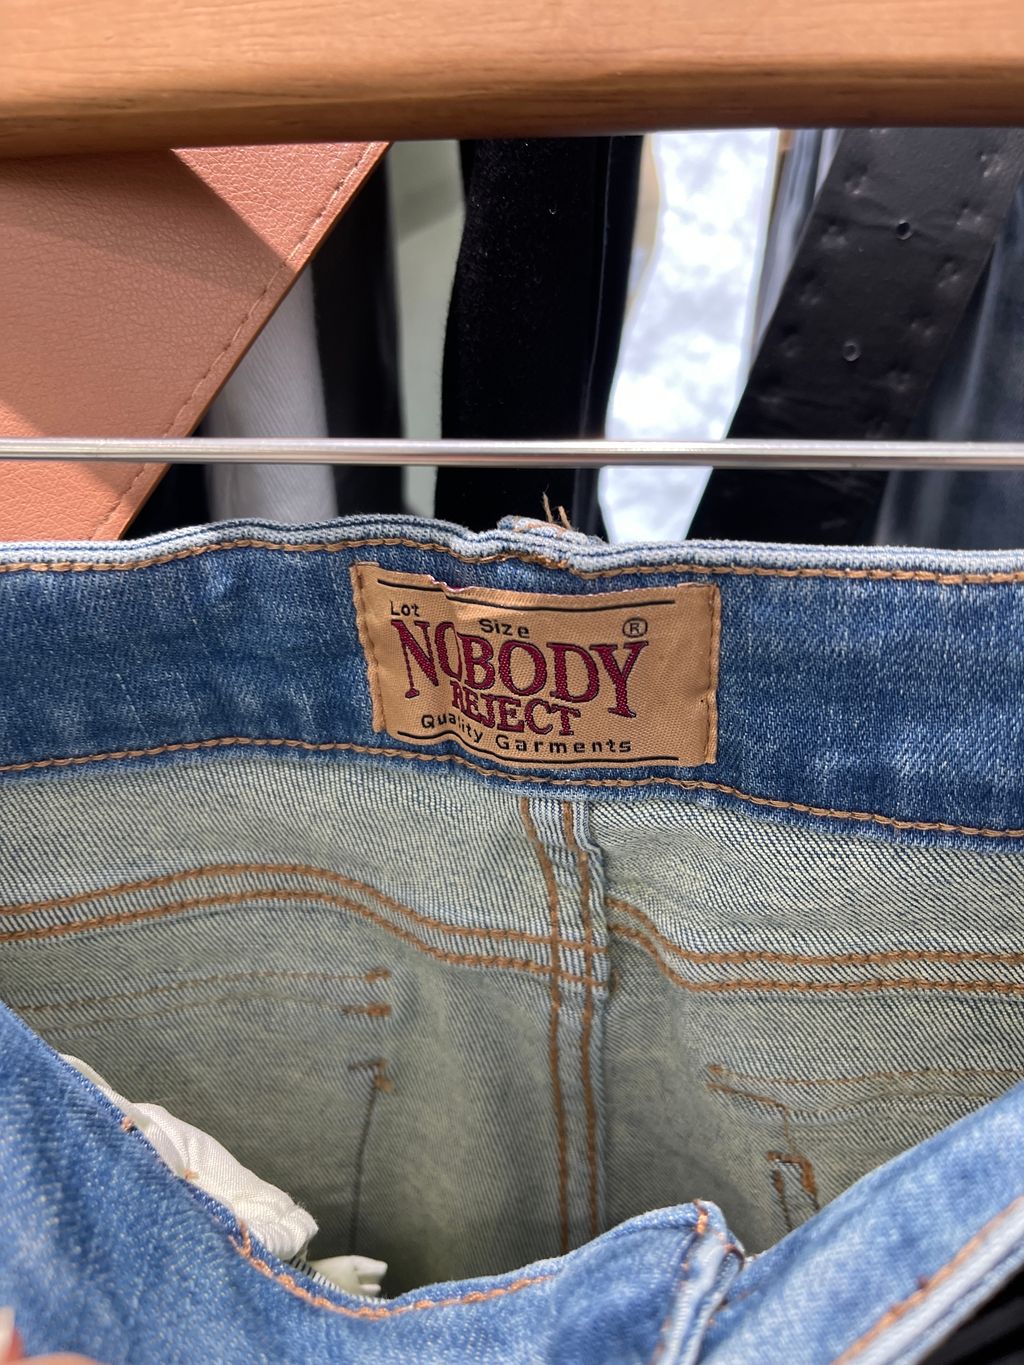 Lot
Size
®
NOBODY
REJECT
Quality Garments